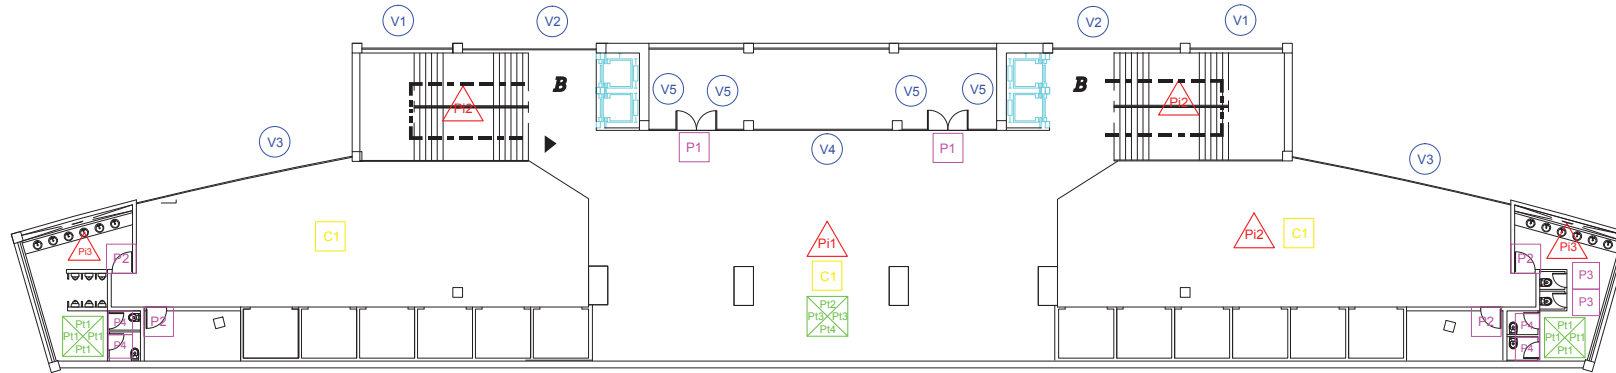 V1 V2 V2 V1
B V5 V5 V5 V5 B
Pi2 Pi2
V3 P1 V4 P1 V3
C1 Pi1 Pi2 C1
Pi3 P2 P2 Pi3
C1 P3
Pt2 P3
Pt1 P4 P2 Pt3 Pt3 P2 P4 Pt1
Pt1 Pt1 Pt4 Pt1 Pt1
Pt1 P4 P4 Pt1